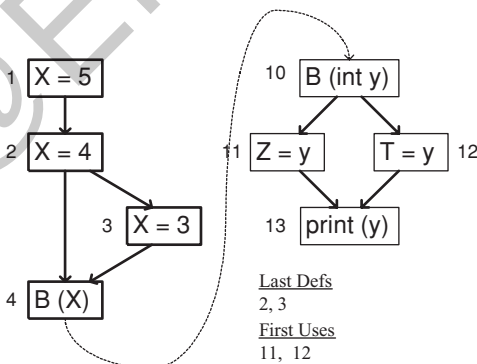 1 X = 5
2 X = 4
3 X = 3
4 B (X)
10 B (int y)
11 Z = y
T = y 12
13 print (y)
Last Defs
2, 3
First Uses
11, 12